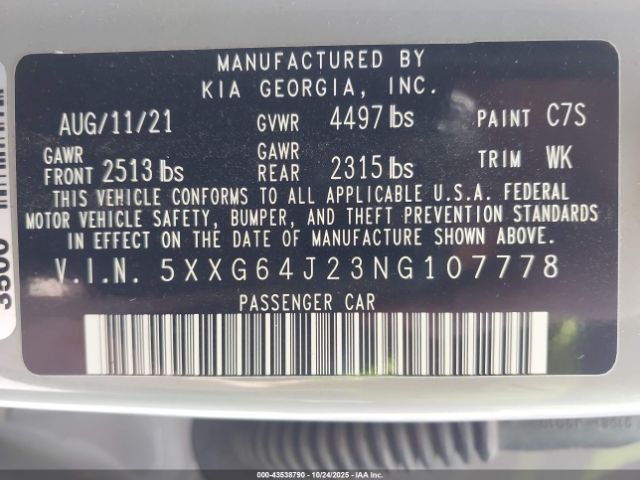 MANUFACTURED BY
KIA GEORGIA, INC.
AUG/11/21 GVWR 4497 lbs PAINT C7S
GAWR FRONT 2513 lbs GAWR REAR 2315 lbs TRIM WK
THIS VEHICLE CONFORMS TO ALL APPLICABLE U.S.A. FEDERAL
MOTOR VEHICLE SAFETY, BUMPER, AND THEFT PREVENTION STANDARDS
IN EFFECT ON THE DATE OF MANUFACTURE SHOWN ABOVE.
V.I.N. 5XXG64J23NG107778
PASSENGER CAR
000-43538790 - 10/24/2025 - IAA, Inc.